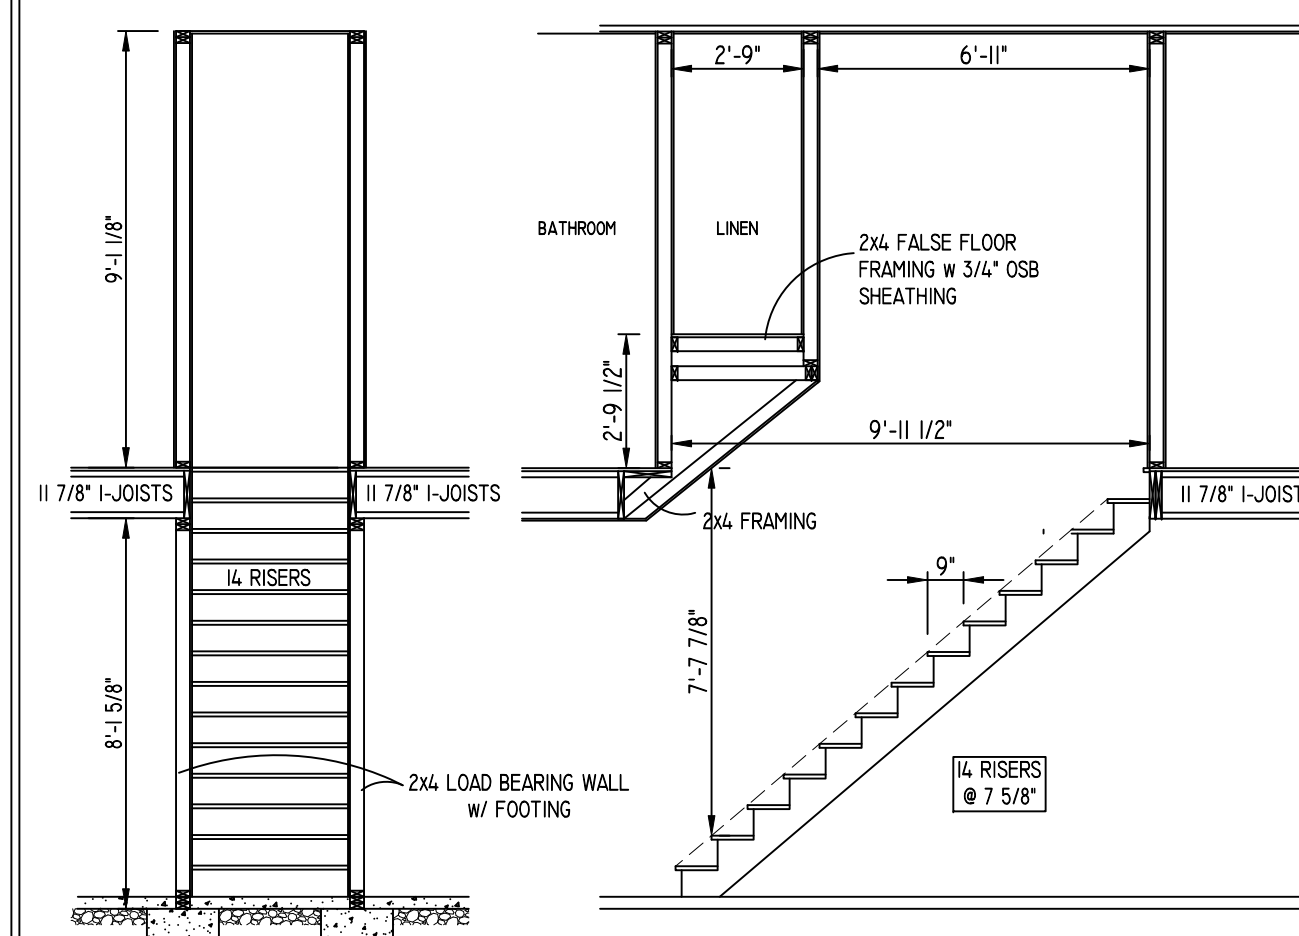 2'-9"
6'-11"
9'-1 1/8"
BATHROOM
LINEN
2x4 FALSE FLOOR
FRAMING w 3/4" OSB
SHEATHING
2'-9 1/2"
9'-11 1/2"
11 7/8" I-JOISTS
11 7/8" I-JOISTS
11 7/8" I-JOIST
2x4 FRAMING
14 RISERS
9"
7'-7 7/8"
8'-1 5/8"
2x4 LOAD BEARING WALL
w/ FOOTING
14 RISERS
@ 7 5/8"